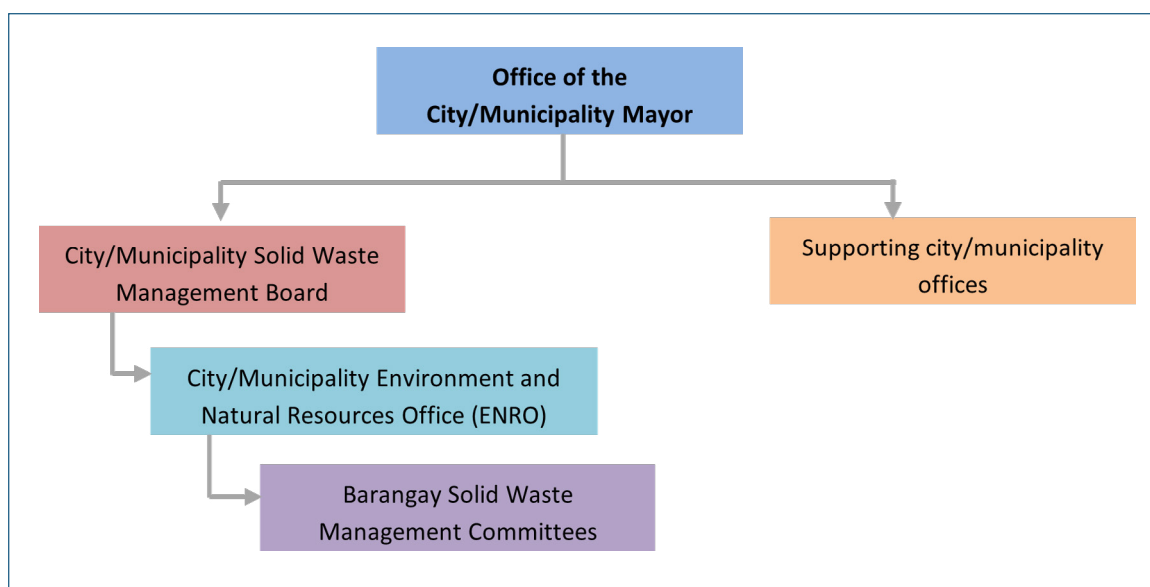 Office of the
City/Municipality Mayor
City/Municipality Solid Waste
Management Board
Supporting city/municipality
offices
City/Municipality Environment and
Natural Resources Office (ENRO)
Barangay Solid Waste
Management Committees